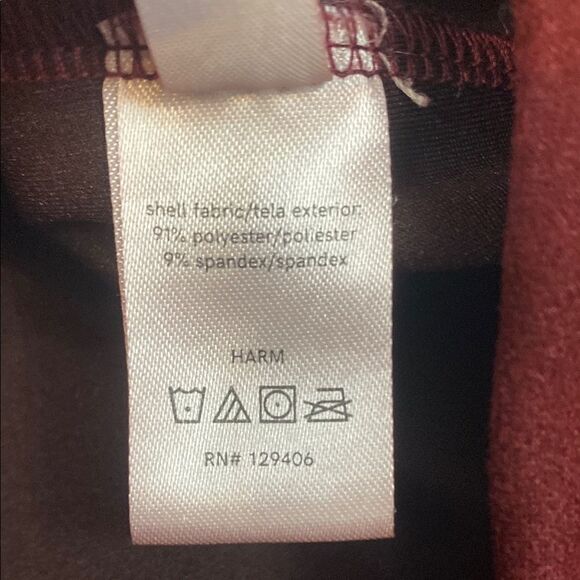 shell fabric/tela exterior:
91% polyester/poliester
9% spandex/spandex
HARM
RN# 129406